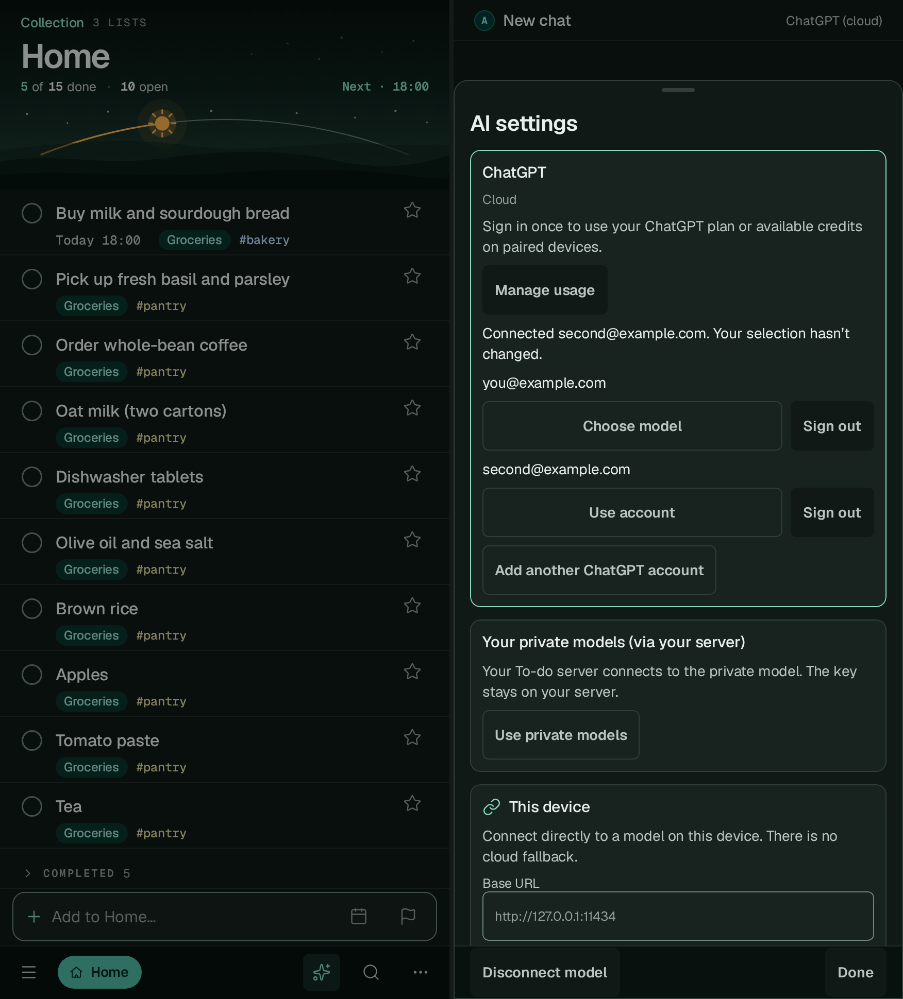 Collection 3 LISTS
Home
5 of 15 done · 10 open
Next · 18:00
Buy milk and sourdough bread
Today 18:00 Groceries #bakery
Pick up fresh basil and parsley
Groceries #pantry
Order whole-bean coffee
Groceries #pantry
Oat milk (two cartons)
Groceries #pantry
Dishwasher tablets
Groceries #pantry
Olive oil and sea salt
Groceries #pantry
Brown rice
Groceries #pantry
Apples
Groceries #pantry
Tomato paste
Groceries #pantry
Tea
Groceries #pantry
COMPLETED 5
Add to Home...
Home
A New chat
ChatGPT (cloud)
AI settings
ChatGPT
Cloud
Sign in once to use your ChatGPT plan or available credits
on paired devices.
Manage usage
Connected second@example.com. Your selection hasn't
changed.
you@example.com
Choose model
Sign out
second@example.com
Use account
Sign out
Add another ChatGPT account
Your private models (via your server)
Your To-do server connects to the private model. The key
stays on your server.
Use private models
This device
Connect directly to a model on this device. There is no
cloud fallback.
Base URL
http://127.0.0.1:11434
Disconnect model
Done